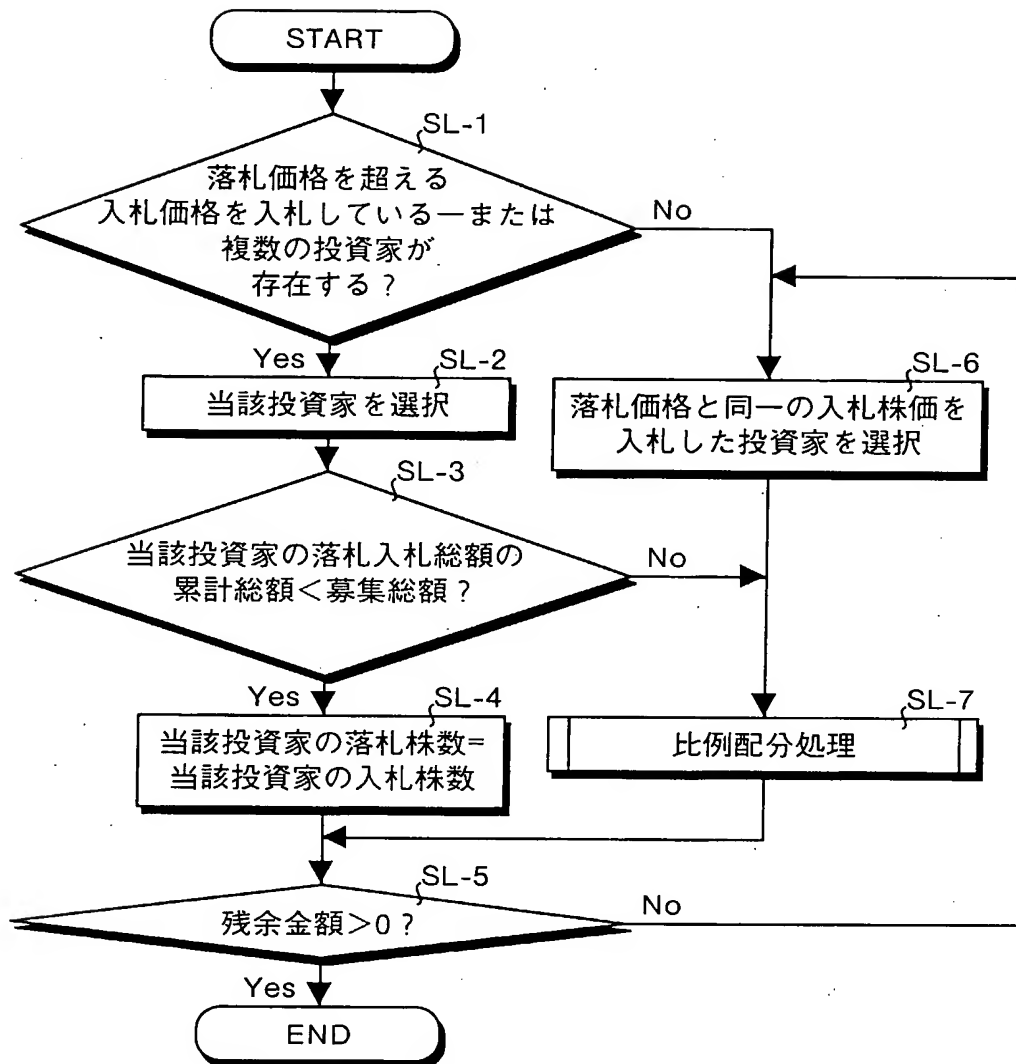 START
SL-1
落札価格を超える
入札価格を入札している一または
複数の投資家が
存在する?
No
Yes
SL-2
当該投資家を選択
SL-6
落札価格と同一の入札株価を
入札した投資家を選択
SL-3
当該投資家の落札入札総額の
累計総額<募集総額?
No
Yes
SL-4
当該投資家の落札株数=
当該投資家の入札株数
SL-7
比例配分処理
SL-5
残余金額>0?
No
Yes
END